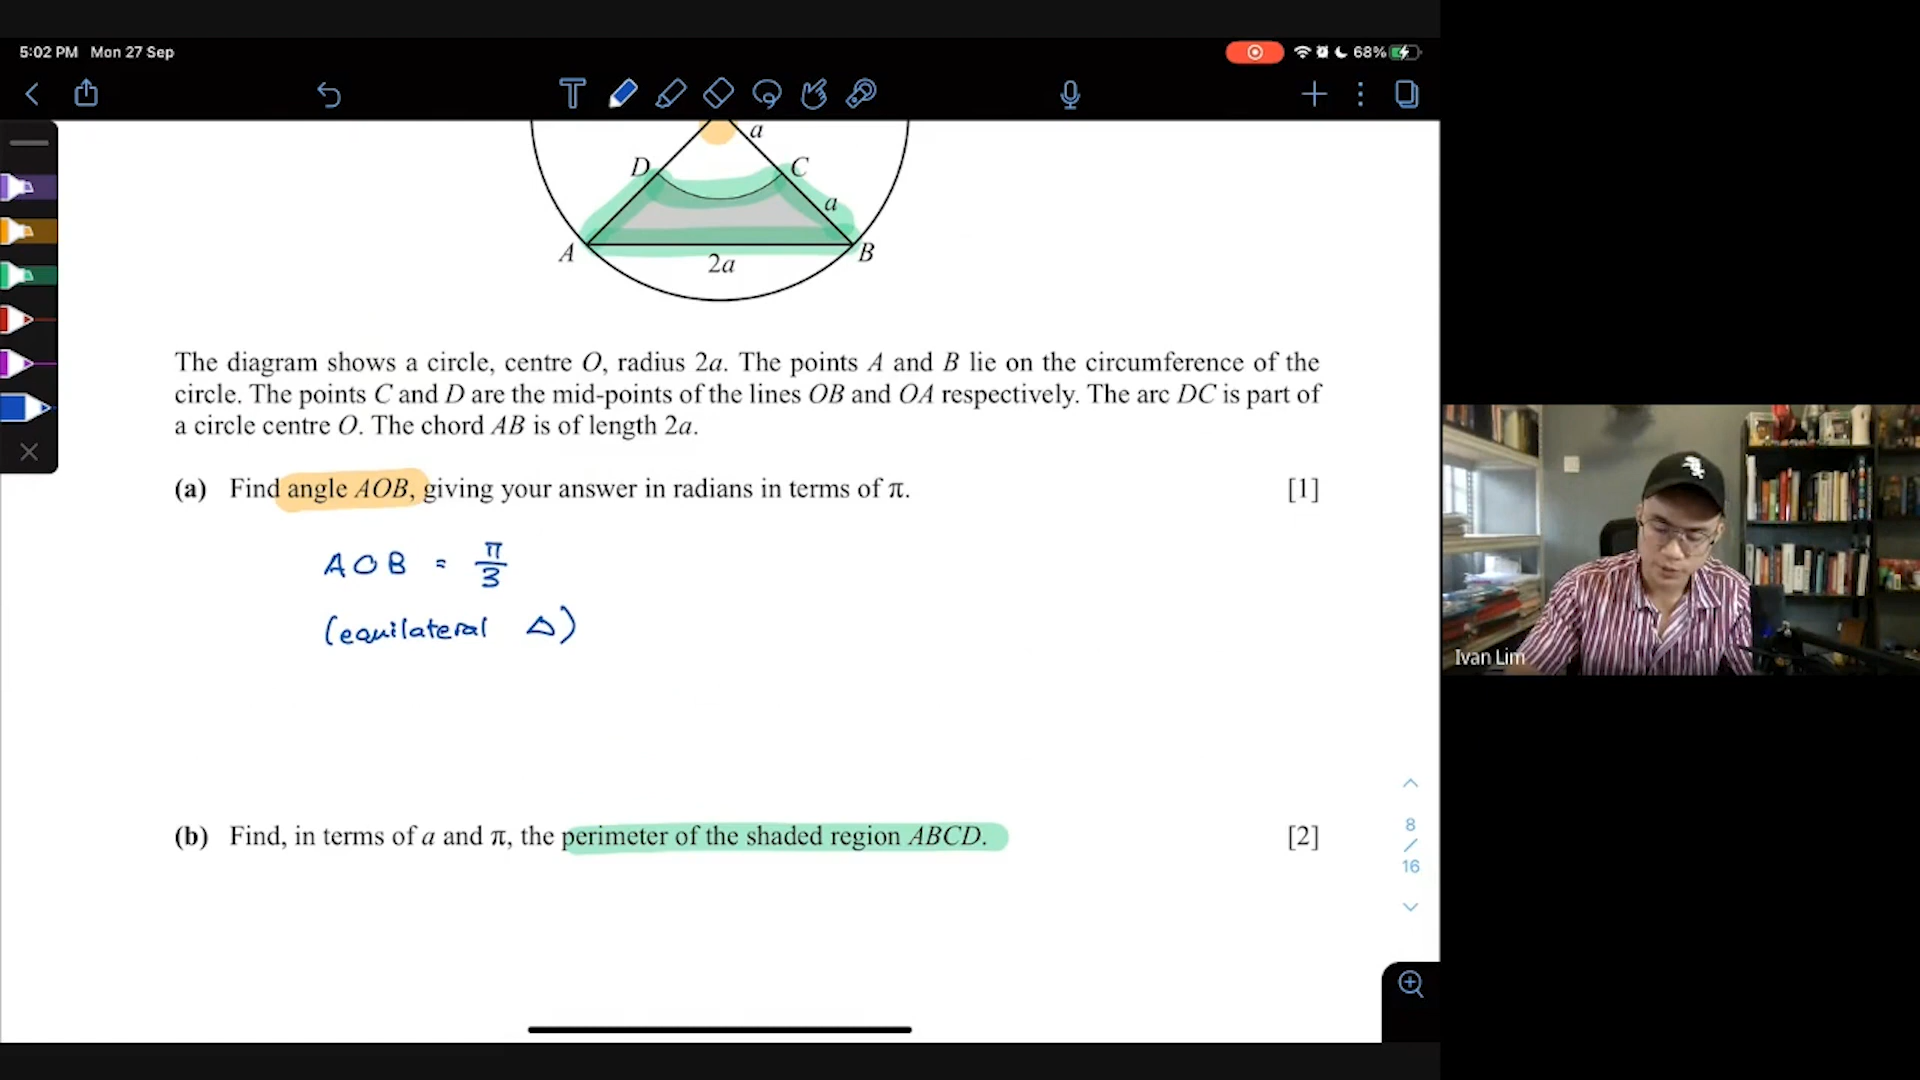 5:02 PM Mon 27 Sep
68%
a
D
C
a
A
B
2a
The diagram shows a circle, centre O, radius 2a. The points A and B lie on the circumference of the
circle. The points C and D are the mid-points of the lines OB and OA respectively. The arc DC is part of
a circle centre O. The chord AB is of length 2a.
(a) Find angle AOB, giving your answer in radians in terms of π. [1]
AOB = π/3
(equilateral Δ)
(b) Find, in terms of a and π, the perimeter of the shaded region ABCD. [2]
8
/
16
Ivan Lim